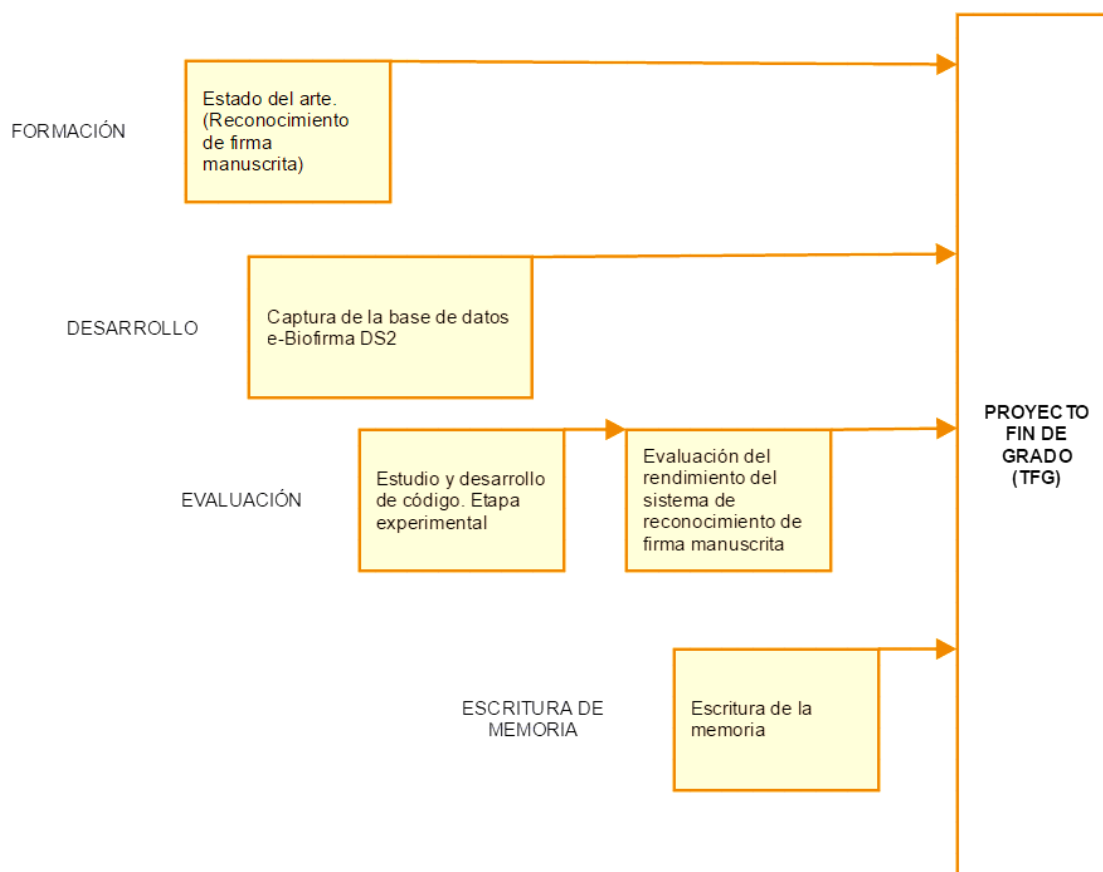 FORMACIÓN
Estado del arte.
(Reconocimiento
de firma
manuscrita)
DESARROLLO
Captura de la base de datos
e-Biofirma DS2
EVALUACIÓN
Estudio y desarrollo
de código. Etapa
experimental
Evaluación del
rendimiento del
sistema de
reconocimiento de
firma manuscrita
PROYECTO
FIN DE
GRADO
(TFG)
ESCRITURA DE
MEMORIA
Escritura de la
memoria